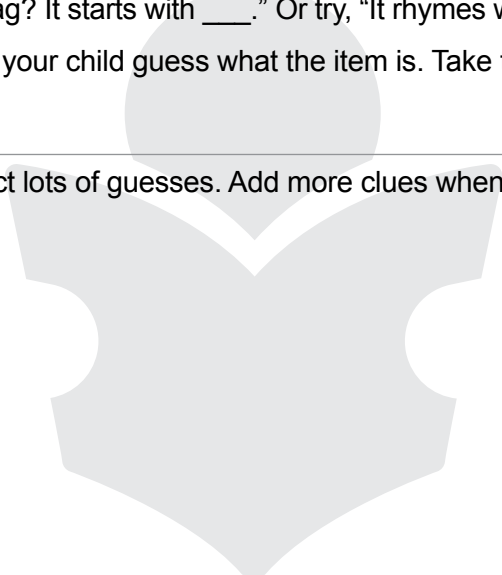 ag? It starts with ___.” Or try, “It rhymes w
your child guess what the item is. Take
ct lots of guesses. Add more clues when